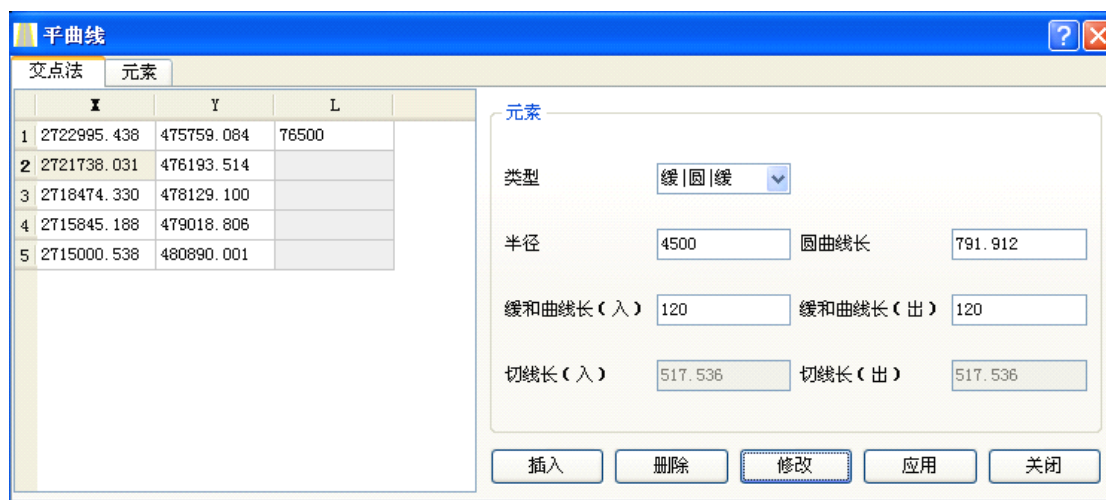 平曲线
交点法 元素
X Y L
1 2722995.438 475759.084 76500
2 2721738.031 476193.514
3 2718474.330 478129.100
4 2715845.188 479018.806
5 2715000.538 480890.001
元素
类型 缓|圆|缓
半径 4500 圆曲线长 791.912
缓和曲线长(入) 120 缓和曲线长(出) 120
切线长(入) 517.536 切线长(出) 517.536
插入 删除 修改 应用 关闭